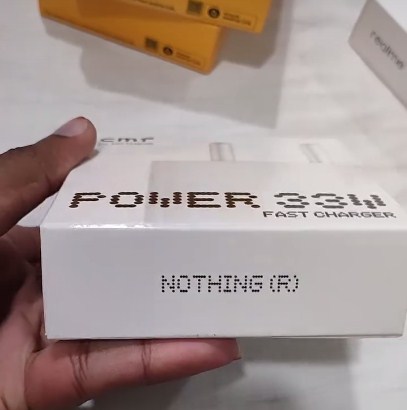 realme
cmf
POWER 33W
FAST CHARGER
NOTHING (R)